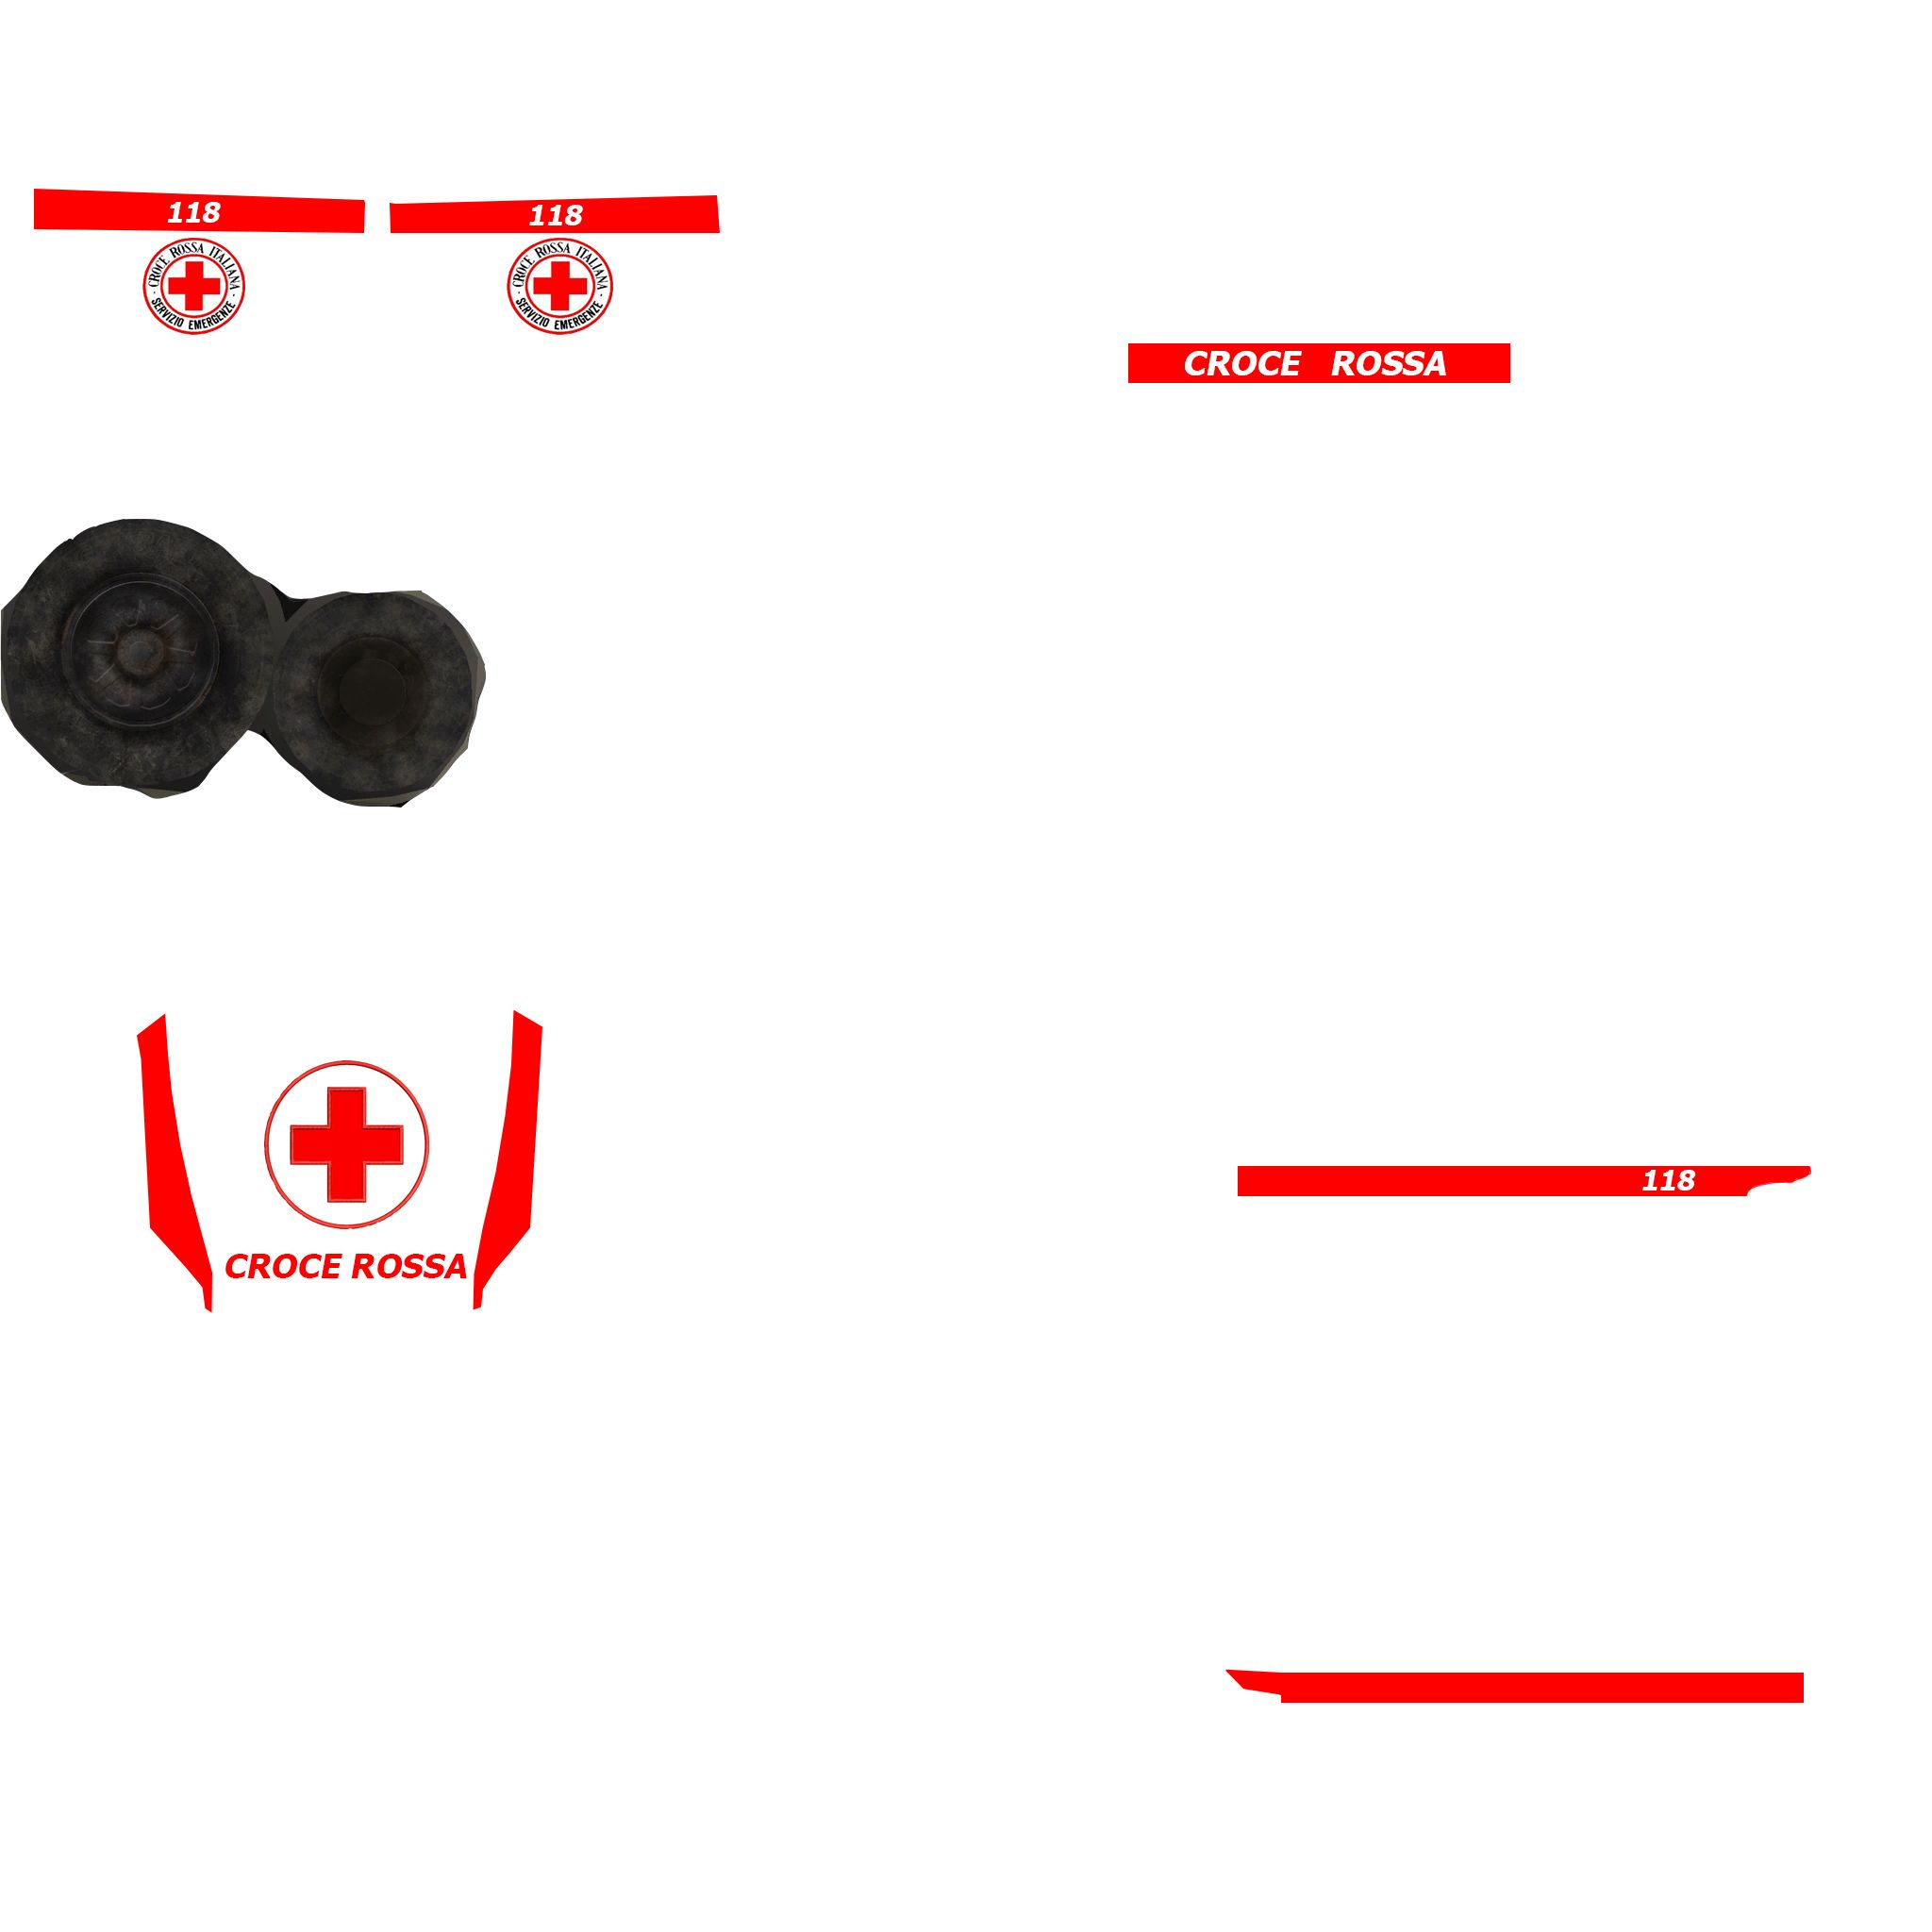 118
118
CROCE ROSSA ITALIANA
- SERVIZIO EMERGENZE -
CROCE ROSSA ITALIANA
- SERVIZIO EMERGENZE -
CROCE ROSSA
118
CROCE ROSSA